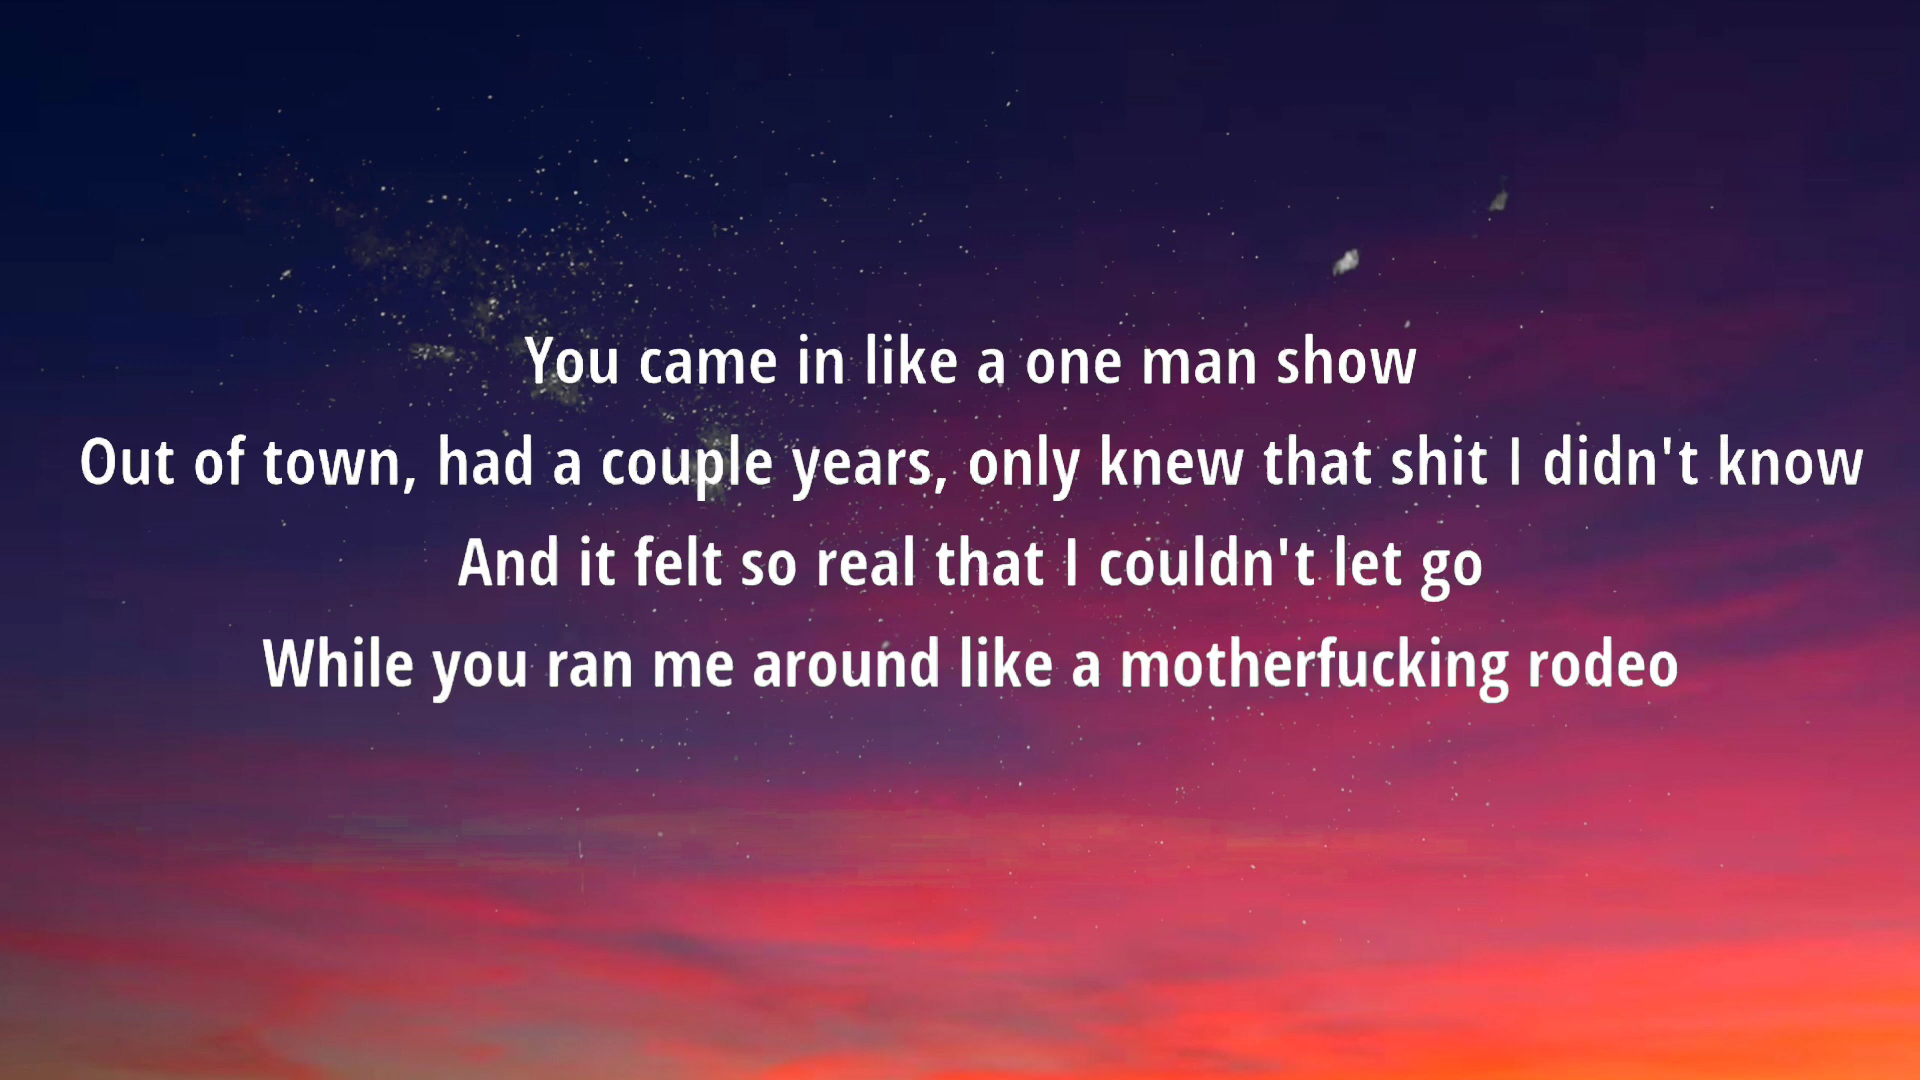 You came in like a one man show
Out of town, had a couple years, only knew that shit I didn't know
And it felt so real that I couldn't let go
While you ran me around like a motherfucking rodeo